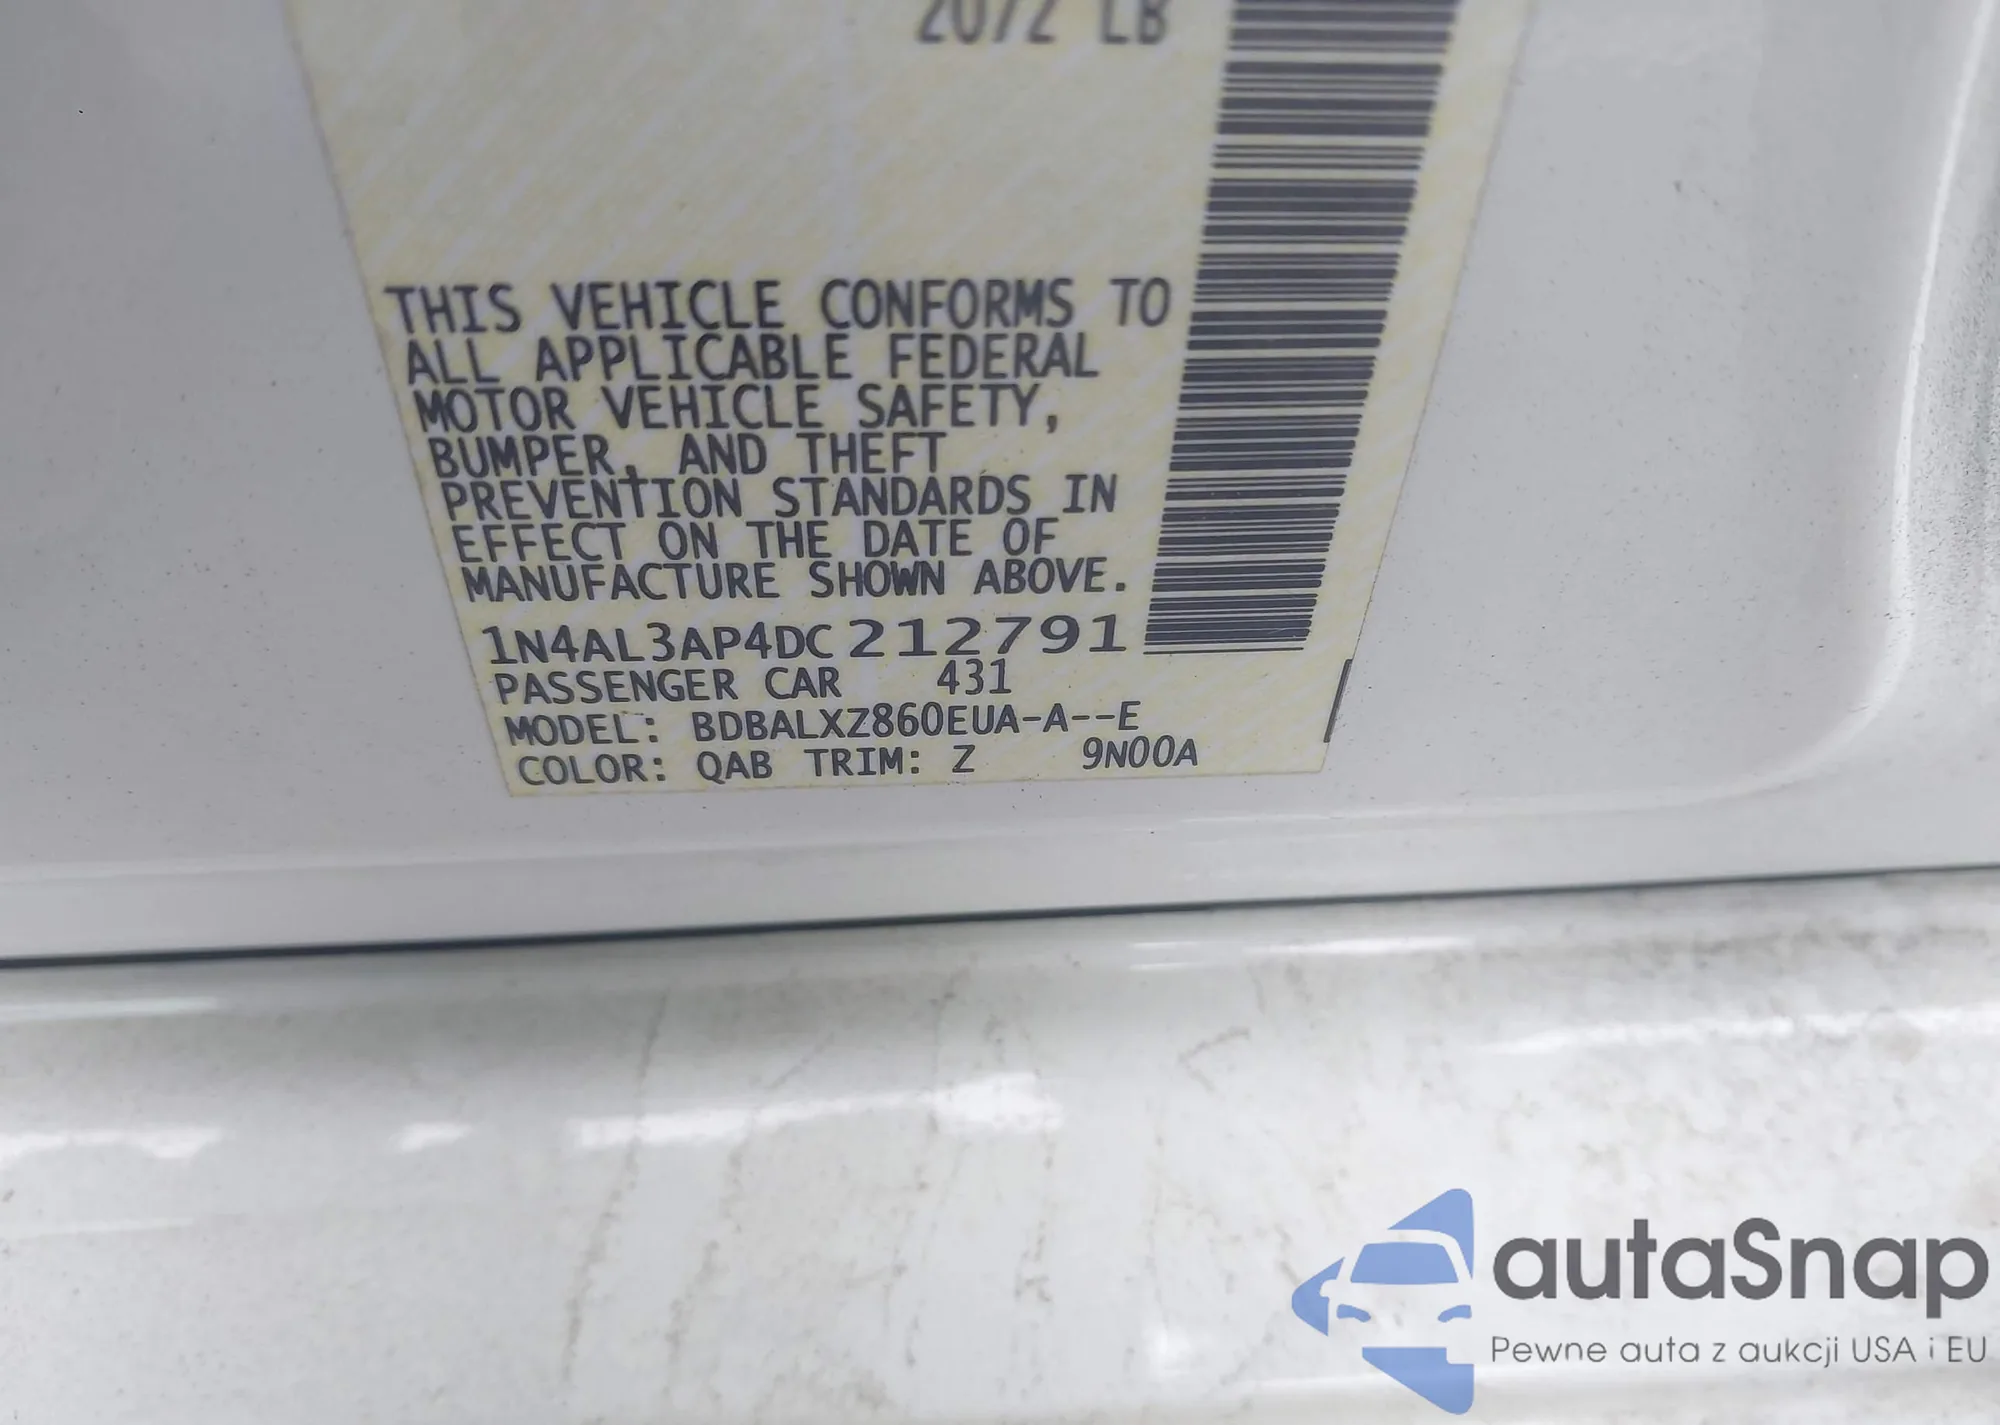 2072 LB
THIS VEHICLE CONFORMS TO
ALL APPLICABLE FEDERAL
MOTOR VEHICLE SAFETY,
BUMPER, AND THEFT
PREVENTION STANDARDS IN
EFFECT ON THE DATE OF
MANUFACTURE SHOWN ABOVE.
1N4AL3AP4DC212791
PASSENGER CAR 431
MODEL: BDBALXZ860EUA-A--E
COLOR: QAB TRIM: Z 9N00A
autaSnap
Pewne auta z aukcji USA i EU